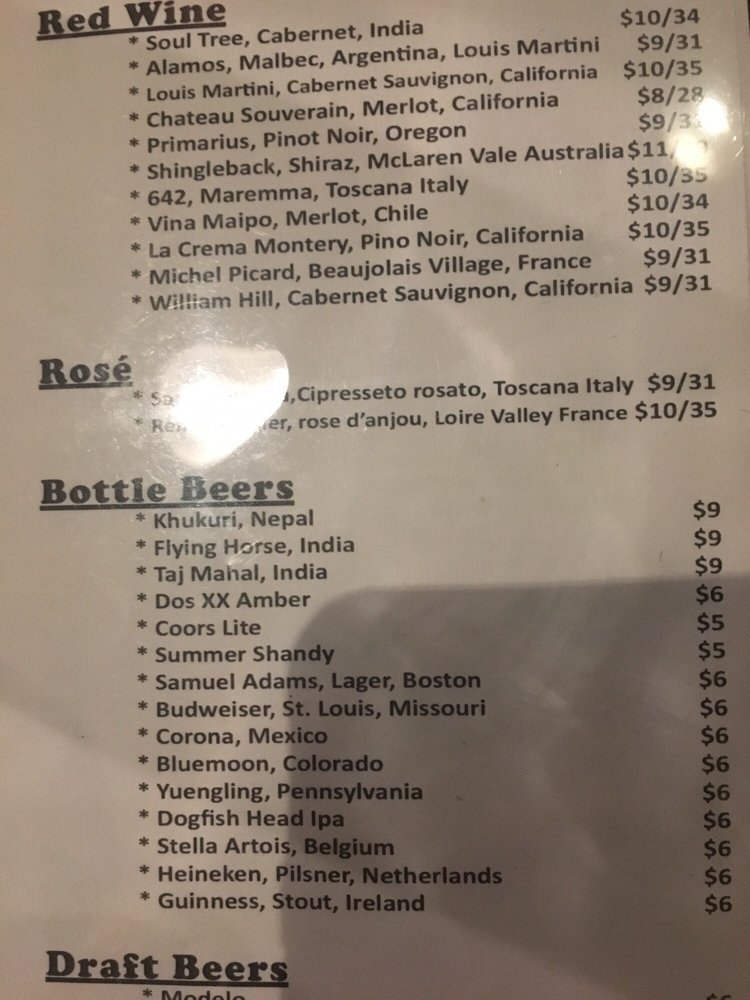 Red Wine
* Soul Tree, Cabernet, India $10/34
* Alamos, Malbec, Argentina, Louis Martini $9/31
* Louis Martini, Cabernet Sauvignon, California $10/35
* Chateau Souverain, Merlot, California $8/28
* Primarius, Pinot Noir, Oregon
* Shingleback, Shiraz, McLaren Vale Australia
* 642, Maremma, Toscana Italy $10/35
* Vina Maipo, Merlot, Chile $10/34
* La Crema Montery, Pino Noir, California $10/35
* Michel Picard, Beaujolais Village, France $9/31
* William Hill, Cabernet Sauvignon, California $9/31
Rosé
* Cipresseto rosato, Toscana Italy $9/31
* rose d'anjou, Loire Valley France $10/35
Bottle Beers
* Khukuri, Nepal $9
* Flying Horse, India $9
* Taj Mahal, India $9
* Dos XX Amber $6
* Coors Lite $5
* Summer Shandy $5
* Samuel Adams, Lager, Boston $6
* Budweiser, St. Louis, Missouri $6
* Corona, Mexico $6
* Bluemoon, Colorado $6
* Yuengling, Pennsylvania $6
* Dogfish Head Ipa $6
* Stella Artois, Belgium $6
* Heineken, Pilsner, Netherlands $6
* Guinness, Stout, Ireland $6
Draft Beers
* Modelo